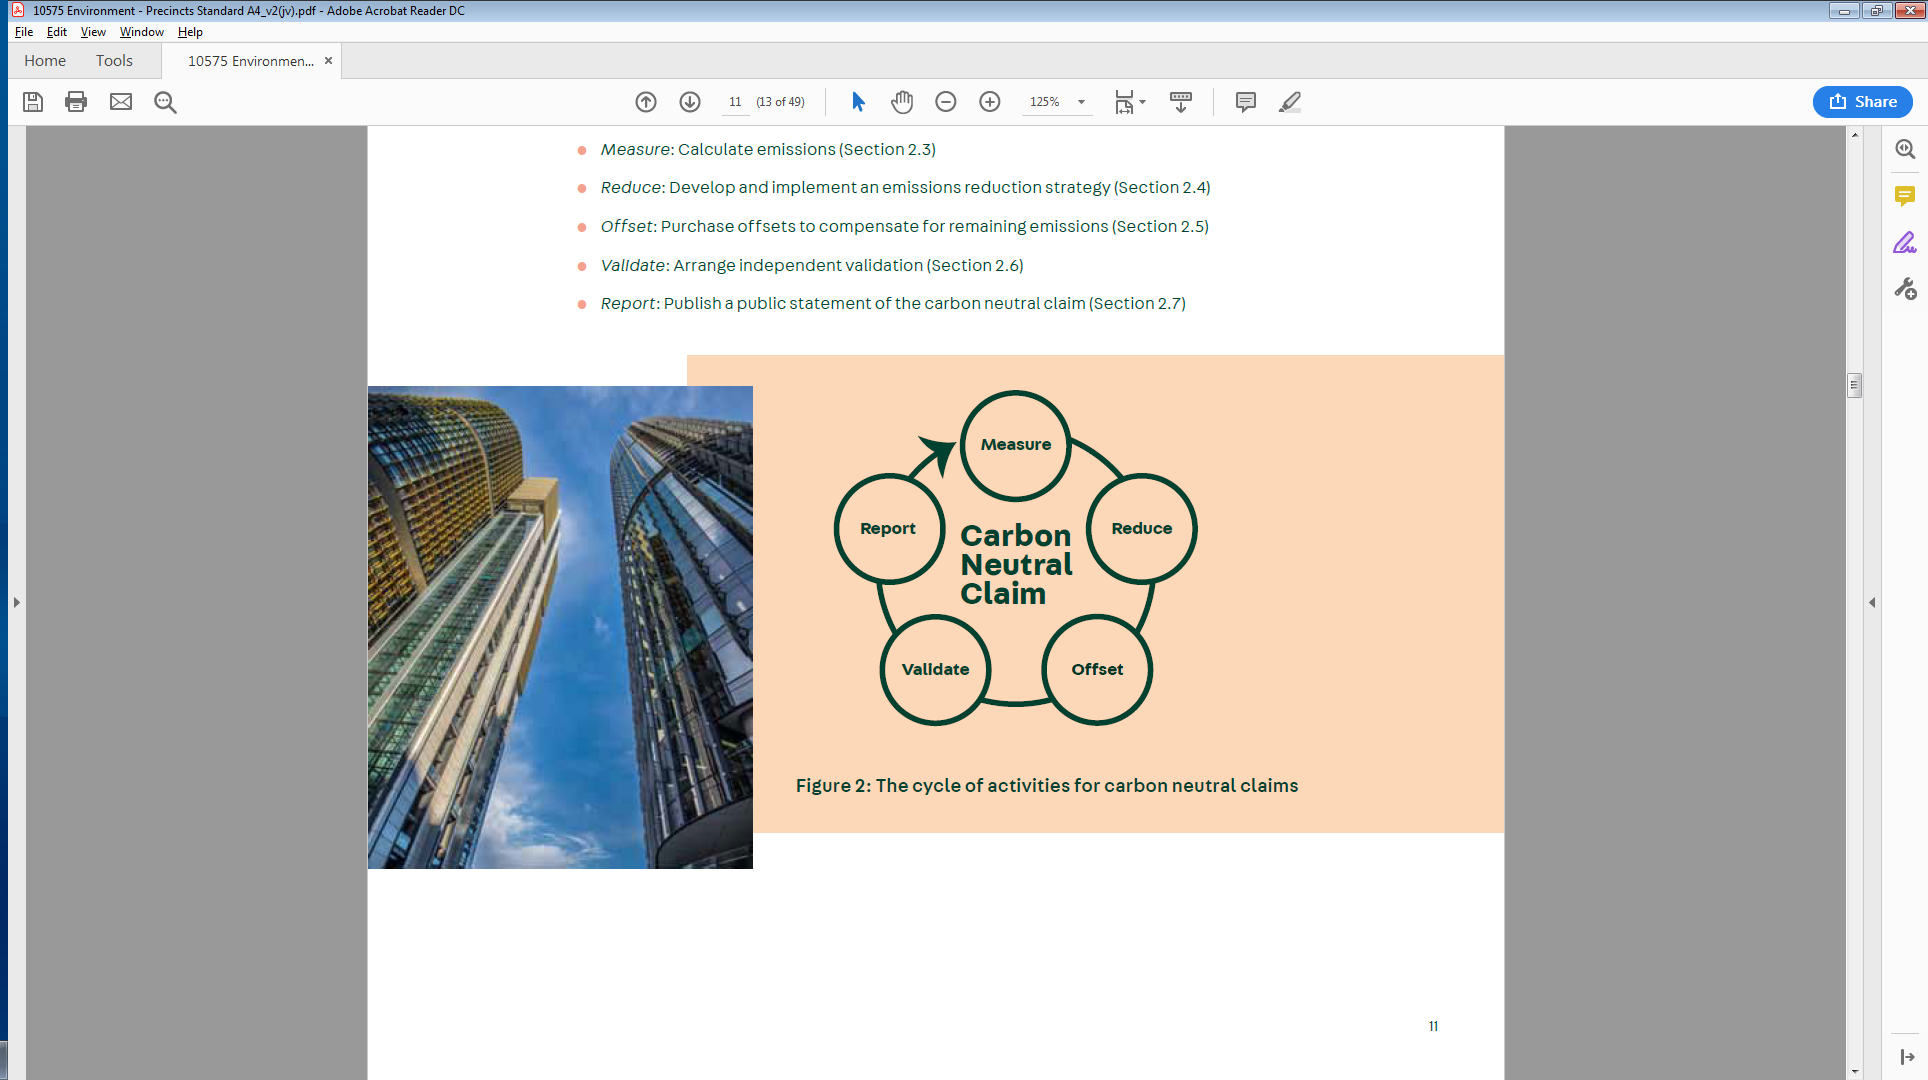 10575 Environment - Precincts Standard A4_v2(jv).pdf - Adobe Acrobat Reader DC
File Edit View Window Help
Home Tools 10575 Environmen... ×
11 (13 of 49) 125% Share
Measure: Calculate emissions (Section 2.3)
Reduce: Develop and implement an emissions reduction strategy (Section 2.4)
Offset: Purchase offsets to compensate for remaining emissions (Section 2.5)
Validate: Arrange independent validation (Section 2.6)
Report: Publish a public statement of the carbon neutral claim (Section 2.7)
Measure
Report
Reduce
Carbon
Neutral
Claim
Validate
Offset
Figure 2: The cycle of activities for carbon neutral claims
11